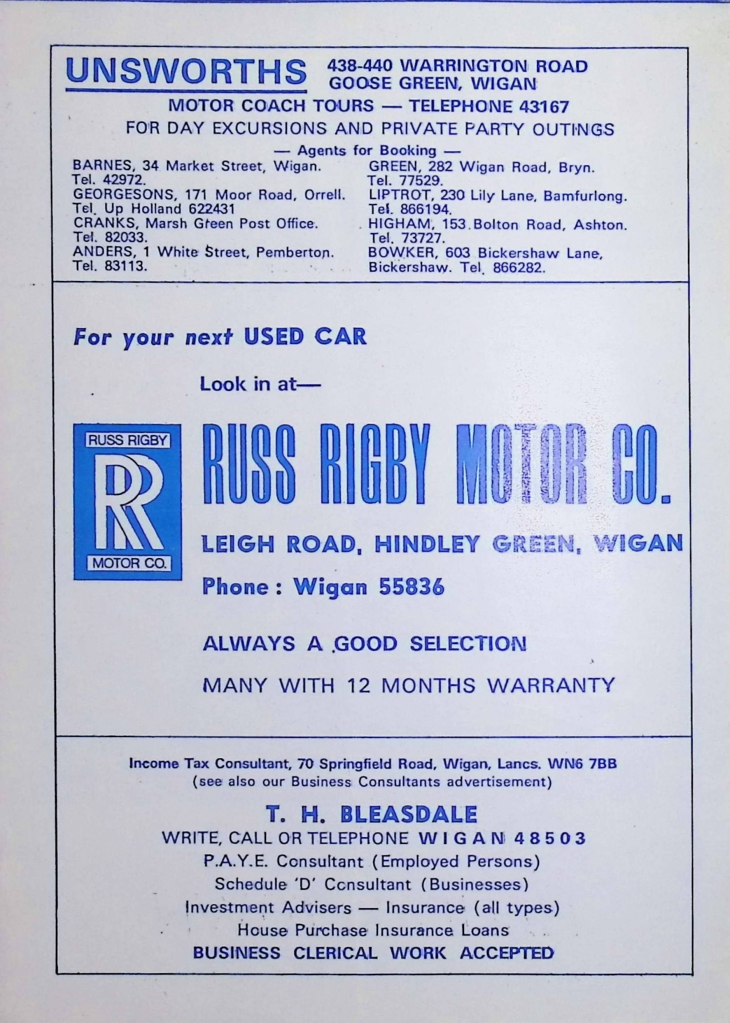 UNSWORTHS
438-440 WARRINGTON ROAD
GOOSE GREEN, WIGAN
MOTOR COACH TOURS — TELEPHONE 43167
FOR DAY EXCURSIONS AND PRIVATE PARTY OUTINGS
— Agents for Booking —
BARNES, 34 Market Street, Wigan.
Tel. 42972.
GEORGESONS, 171 Moor Road, Orrell.
Tel. Up Holland 622431
CRANKS, Marsh Green Post Office.
Tel. 82033.
ANDERS, 1 White Street, Pemberton.
Tel. 83113.
GREEN, 282 Wigan Road, Bryn.
Tel. 77529.
LIPTROT, 230 Lily Lane, Bamfurlong.
Tel. 866194.
HIGHAM, 153 Bolton Road, Ashton.
Tel. 73727.
BOWKER, 603 Bickershaw Lane,
Bickershaw. Tel. 866282.
For your next USED CAR
Look in at—
RUSS RIGBY
RR
MOTOR CO.
RUSS RIGBY MOTOR CO.
LEIGH ROAD, HINDLEY GREEN, WIGAN
Phone : Wigan 55836
ALWAYS A GOOD SELECTION
MANY WITH 12 MONTHS WARRANTY
Income Tax Consultant, 70 Springfield Road, Wigan, Lancs. WN6 7BB
(see also our Business Consultants advertisement)
T. H. BLEASDALE
WRITE, CALL OR TELEPHONE WIGAN 48503
P.A.Y.E. Consultant (Employed Persons)
Schedule 'D' Consultant (Businesses)
Investment Advisers — Insurance (all types)
House Purchase Insurance Loans
BUSINESS CLERICAL WORK ACCEPTED